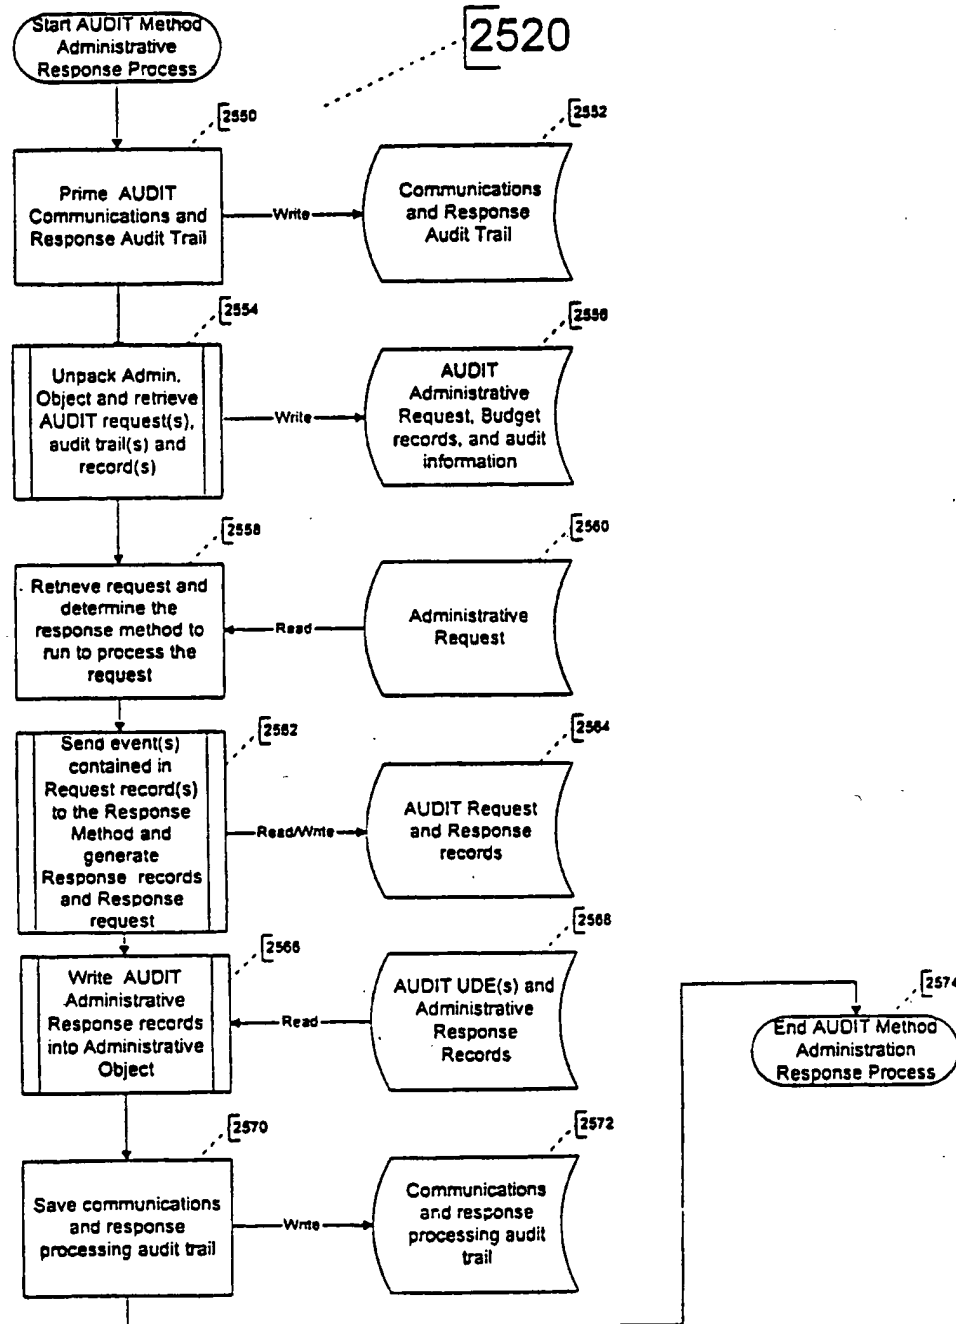 Start AUDIT Method
Administrative
Response Process
2520
2550
Prime AUDIT
Communications and
Response Audit Trail
Write
2552
Communications
and Response
Audit Trail
2554
Unpack Admin.
Object and retrieve
AUDIT request(s),
audit trail(s) and
record(s)
Write
2556
AUDIT
Administrative
Request, Budget
records, and audit
information
2558
Retrieve request and
determine the
response method to
run to process the
request
Read
2560
Administrative
Request
2562
Send event(s)
contained in
Request record(s)
to the Response
Method and
generate
Response records
and Response
request
Read/Write
2564
AUDIT Request
and Response
records
2566
Write AUDIT
Administrative
Response records
into Administrative
Object
Read
2568
AUDIT UDE(s) and
Administrative
Response
Records
2570
Save communications
and response
processing audit trail
Write
2572
Communications
and response
processing audit
trail
2574
End AUDIT Method
Administration
Response Process